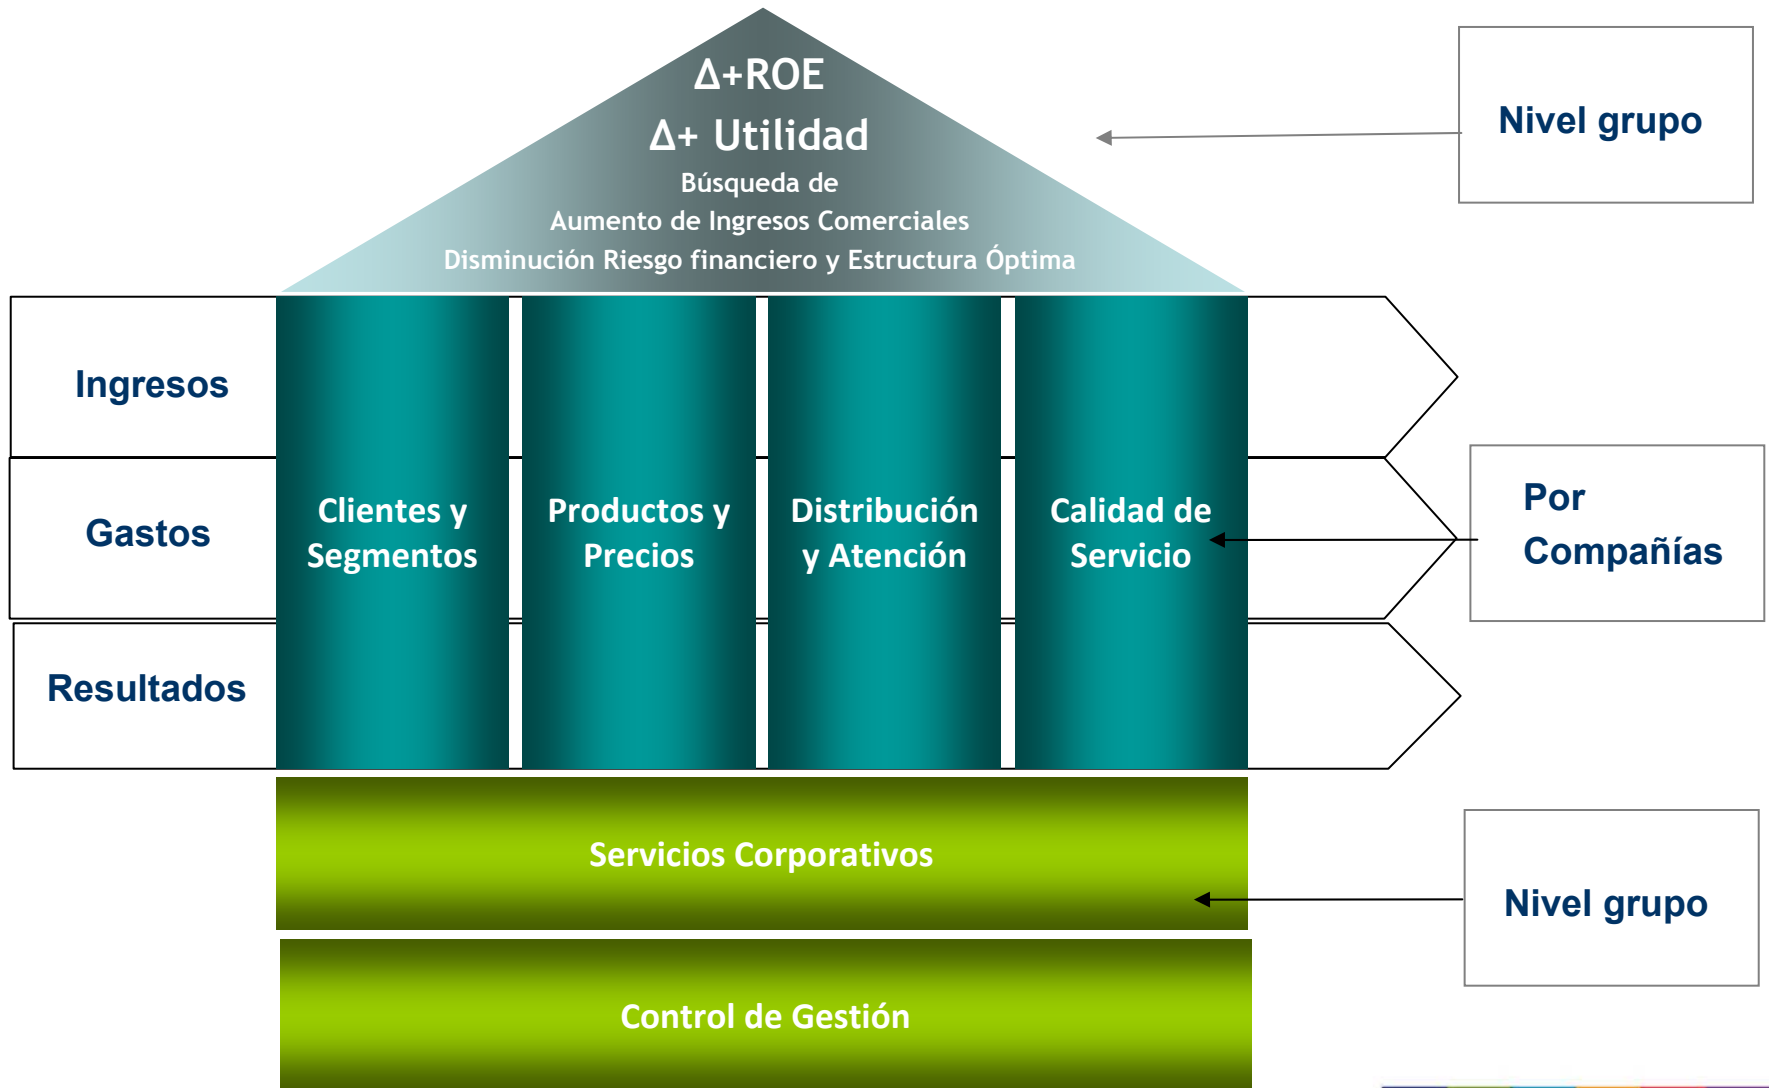 Δ+ROE
Δ+ Utilidad
Búsqueda de
Aumento de Ingresos Comerciales
Disminución Riesgo financiero y Estructura Óptima
Nivel grupo
Ingresos
Gastos
Resultados
Clientes y
Segmentos
Productos y
Precios
Distribución
y Atención
Calidad de
Servicio
Por
Compañías
Servicios Corporativos
Nivel grupo
Control de Gestión